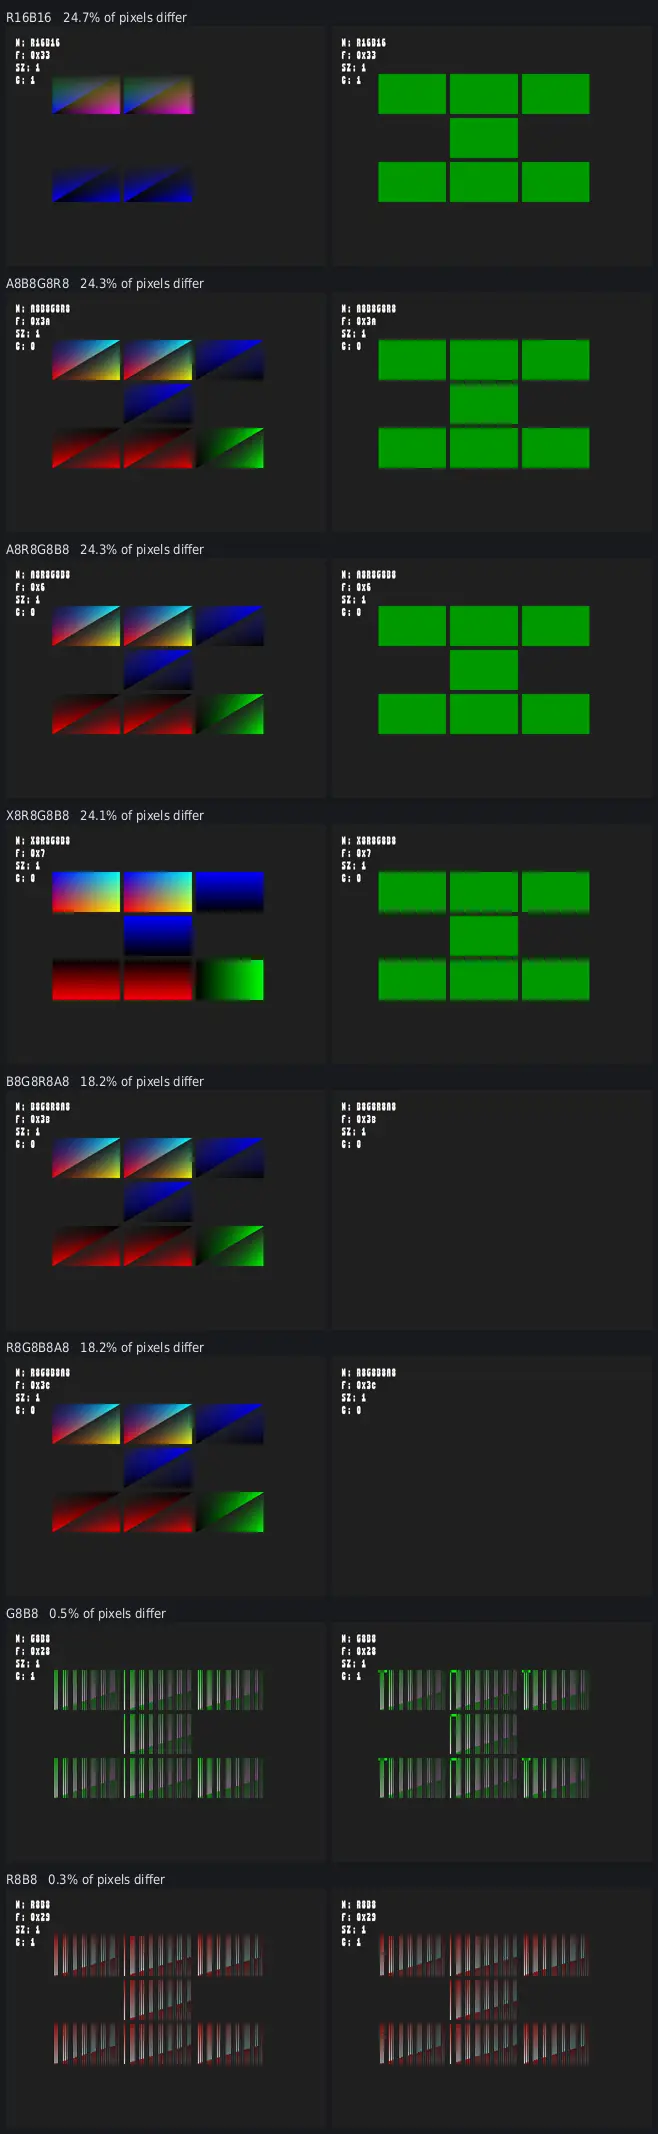 R16B16 24.7% of pixels differ
N: R16B16 N: R16B16
F: 0x33 F: 0x33
SZ: 1 SZ: 1
C: 1 C: 1
A8B8G8R8 24.3% of pixels differ
N: A8B8G8R8 N: A8B8G8R8
F: 0x3A F: 0x3A
SZ: 1 SZ: 1
C: 0 C: 0
A8R8G8B8 24.3% of pixels differ
N: A8R8G8B8 N: A8R8G8B8
F: 0x6 F: 0x6
SZ: 1 SZ: 1
C: 0 C: 0
X8R8G8B8 24.1% of pixels differ
N: X8R8G8B8 N: X8R8G8B8
F: 0x7 F: 0x7
SZ: 1 SZ: 1
C: 0 C: 0
B8G8R8A8 18.2% of pixels differ
N: B8G8R8A8 N: B8G8R8A8
F: 0x3B F: 0x3B
SZ: 1 SZ: 1
C: 0 C: 0
R8G8B8A8 18.2% of pixels differ
N: R8G8B8A8 N: R8G8B8A8
F: 0x3C F: 0x3C
SZ: 1 SZ: 1
C: 0 C: 0
G8B8 0.5% of pixels differ
N: G8B8 N: G8B8
F: 0x28 F: 0x28
SZ: 1 SZ: 1
C: 1 C: 1
R8B8 0.3% of pixels differ
N: R8B8 N: R8B8
F: 0x29 F: 0x29
SZ: 1 SZ: 1
C: 1 C: 1